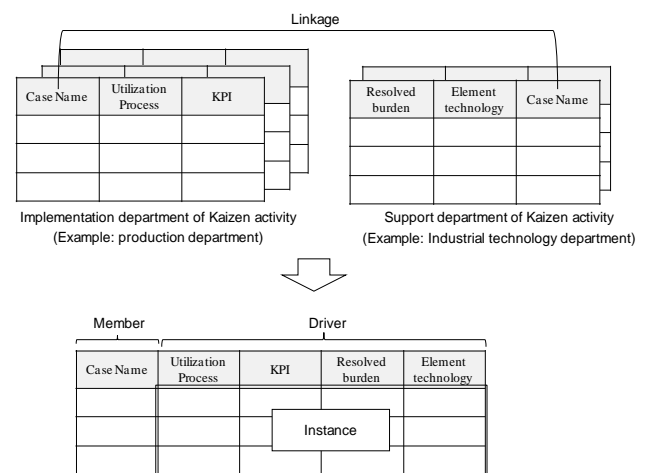 Linkage
Case Name
Utilization
Process
KPI
Resolved
burden
Element
technology
Case Name
Implementation department of Kaizen activity
(Example: production department)
Support department of Kaizen activity
(Example: Industrial technology department)
Member
Driver
Case Name
Utilization
Process
KPI
Resolved
burden
Element
technology
Instance